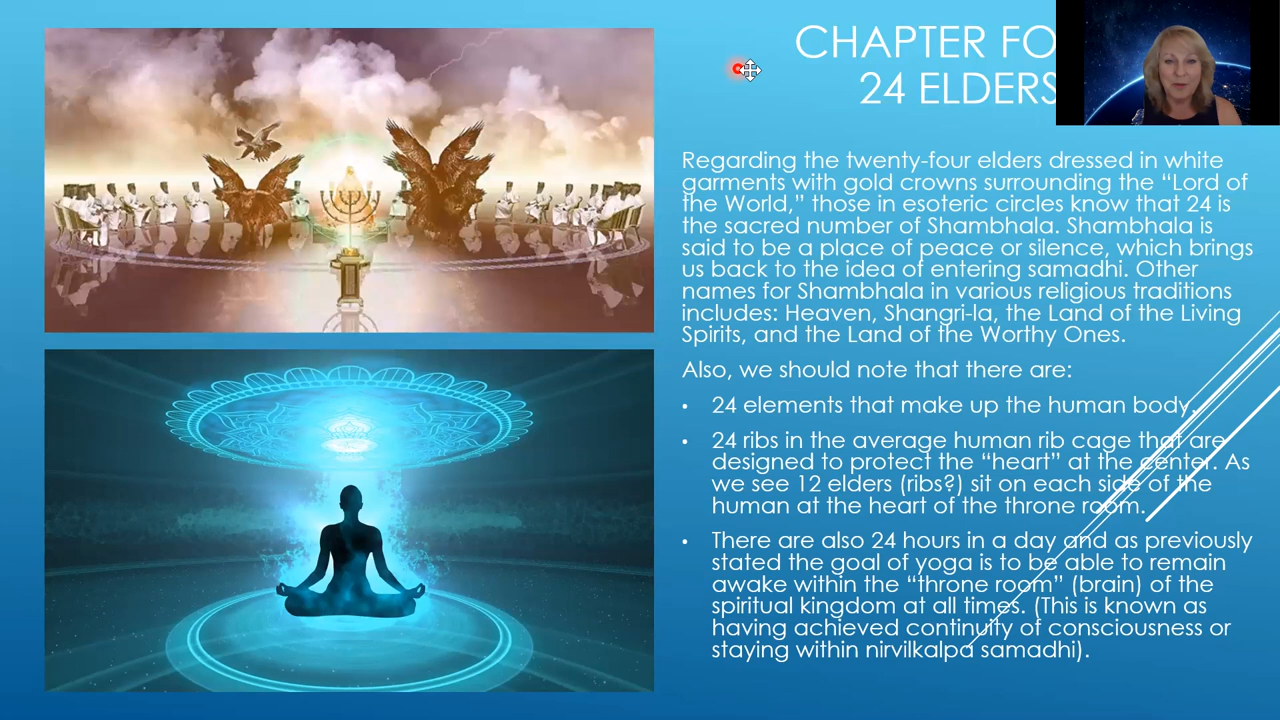 CHAPTER FO
24 ELDERS
Regarding the twenty-four elders dressed in white
garments with gold crowns surrounding the “Lord of
the World,” those in esoteric circles know that 24 is
the sacred number of Shambhala. Shambhala is
said to be a place of peace or silence, which brings
us back to the idea of entering samadhi. Other
names for Shambhala in various religious traditions
includes: Heaven, Shangri-la, the Land of the Living
Spirits, and the Land of the Worthy Ones.
Also, we should note that there are:
• 24 elements that make up the human body.
• 24 ribs in the average human rib cage that are
designed to protect the “heart” at the center. As
we see 12 elders (ribs?) sit on each side of the
human at the heart of the throne room.
• There are also 24 hours in a day and as previously
stated the goal of yoga is to be able to remain
awake within the “throne room” (brain) of the
spiritual kingdom at all times. (This is known as
having achieved continuity of consciousness or
staying within nirvilkalpa samadhi).